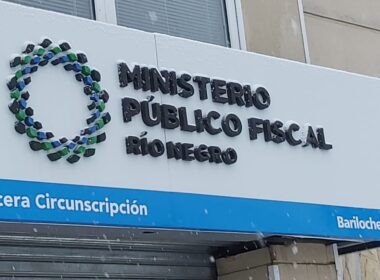 MINISTERIO
PÚBLICO FISCAL
RÍO NEGRO
cera Circunscripción
Bariloche